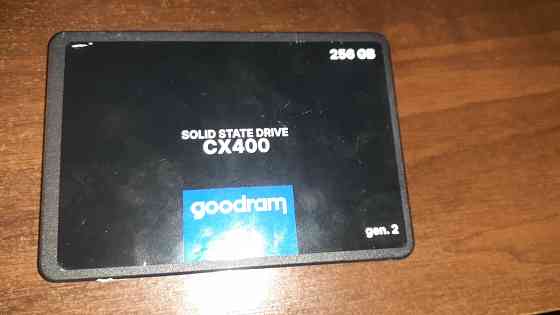 256 GB
SOLID STATE DRIVE
CX400
goodram
gen. 2